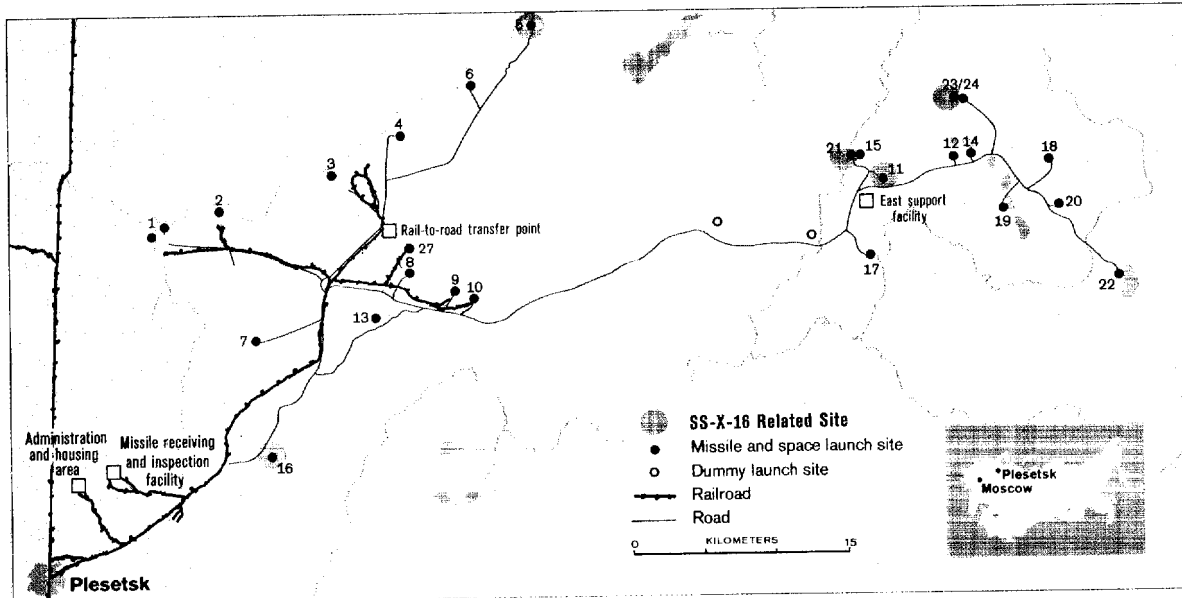 5
6
23/24
4
15
12
14
18
21
3
11
2
East support
facility
20
1
19
Rail-to-road transfer point
27
17
8
22
9
10
13
7
SS-X-16 Related Site
Missile and space launch site
Administration
and housing
area
Missile receiving
and inspection
facility
16
Dummy launch site
Railroad
Road
Plesetsk
Moscow
KILOMETERS
0
15
Plesetsk